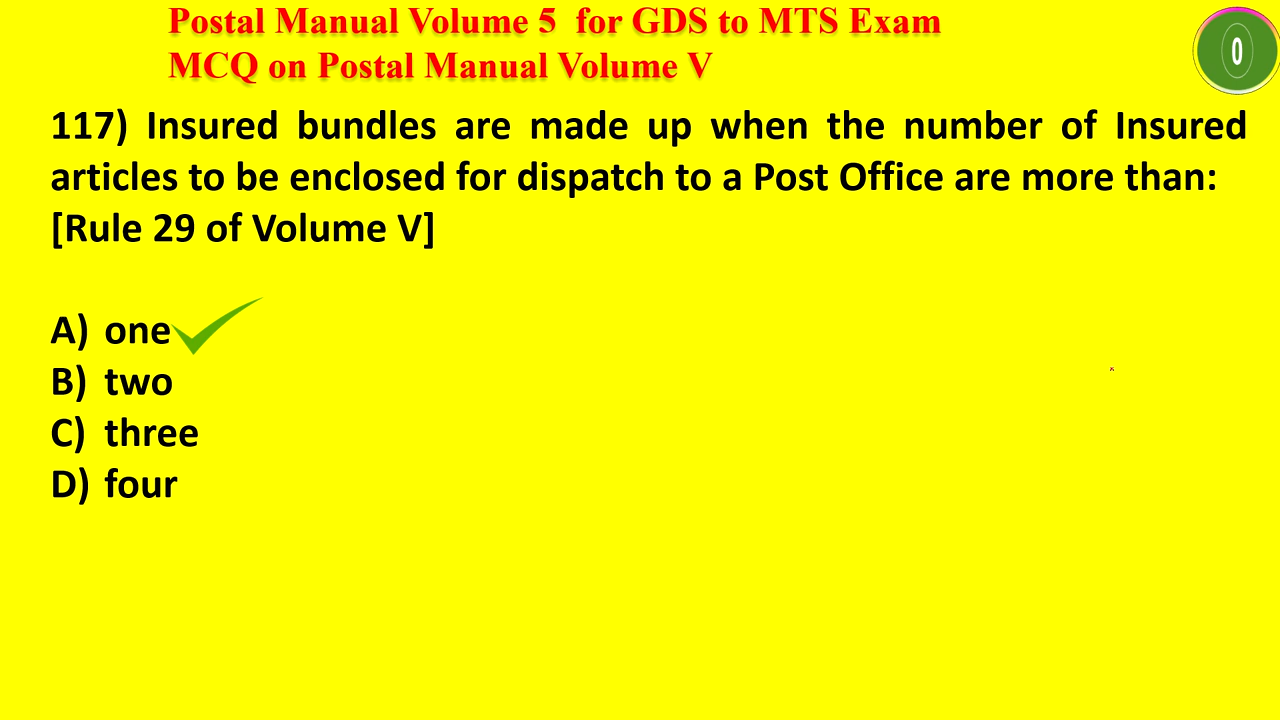 Postal Manual Volume 5 for GDS to MTS Exam
MCQ on Postal Manual Volume V
0
117) Insured bundles are made up when the number of Insured
articles to be enclosed for dispatch to a Post Office are more than:
[Rule 29 of Volume V]
A) one
B) two
C) three
D) four